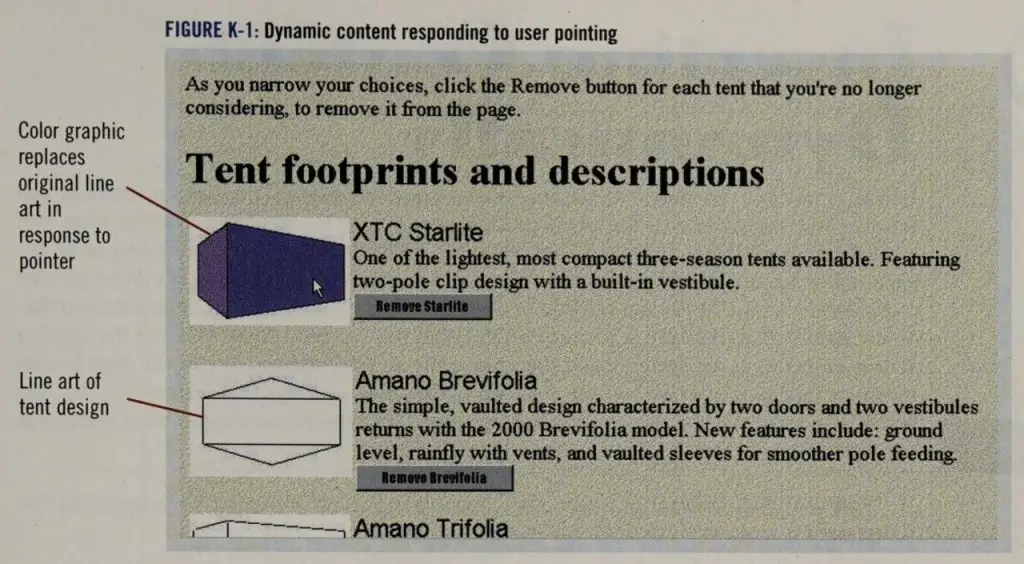 FIGURE K-1: Dynamic content responding to user pointing
As you narrow your choices, click the Remove button for each tent that you're no longer
considering, to remove it from the page.
Tent footprints and descriptions
Color graphic
replaces
original line
art in
response to
pointer
XTC Starlite
One of the lightest, most compact three-season tents available. Featuring
two-pole clip design with a built-in vestibule.
Remove Starlite
Line art of
tent design
Amano Brevifolia
The simple, vaulted design characterized by two doors and two vestibules
returns with the 2000 Brevifolia model. New features include: ground
level, rainfly with vents, and vaulted sleeves for smoother pole feeding.
Remove Brevifolia
Amano Trifolia